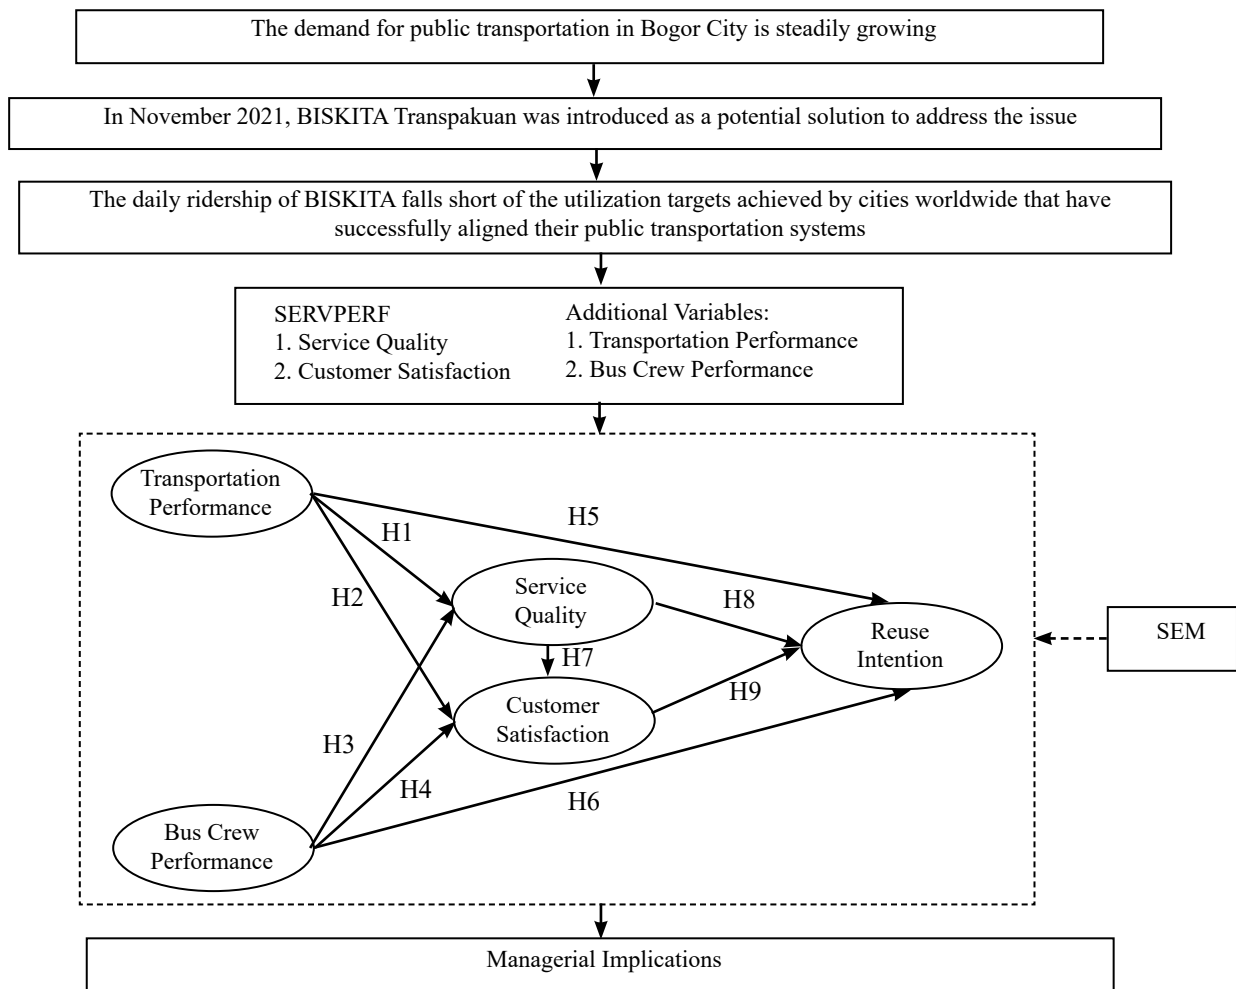 The demand for public transportation in Bogor City is steadily growing
In November 2021, BISKITA Transpakuan was introduced as a potential solution to address the issue
The daily ridership of BISKITA falls short of the utilization targets achieved by cities worldwide that have
successfully aligned their public transportation systems
SERVPERF
1. Service Quality
2. Customer Satisfaction
Additional Variables:
1. Transportation Performance
2. Bus Crew Performance
Transportation
Performance
H5
H1
H2
Service
Quality
H8
Reuse
Intention
SEM
H7
H9
Customer
Satisfaction
H3
H4
H6
Bus Crew
Performance
Managerial Implications